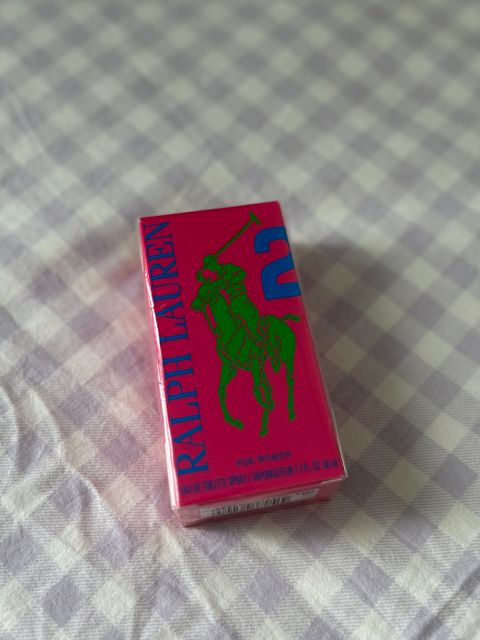 RALPH LAUREN
2
FOR WOMEN
EAU DE TOILETTE SPRAY / VAPORISATEUR 1.7 FL. OZ. 50 ml